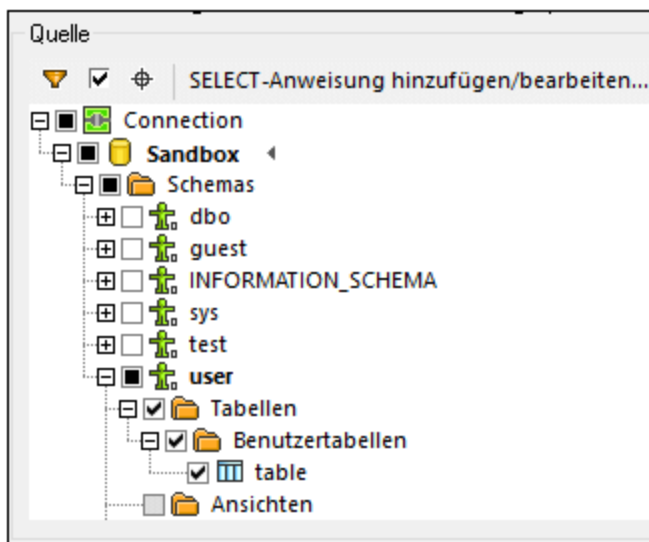 Quelle
SELECT-Anweisung hinzufügen/bearbeiten...
Connection
Sandbox
Schemas
dbo
guest
INFORMATION_SCHEMA
sys
test
user
Tabellen
Benutzertabellen
table
Ansichten